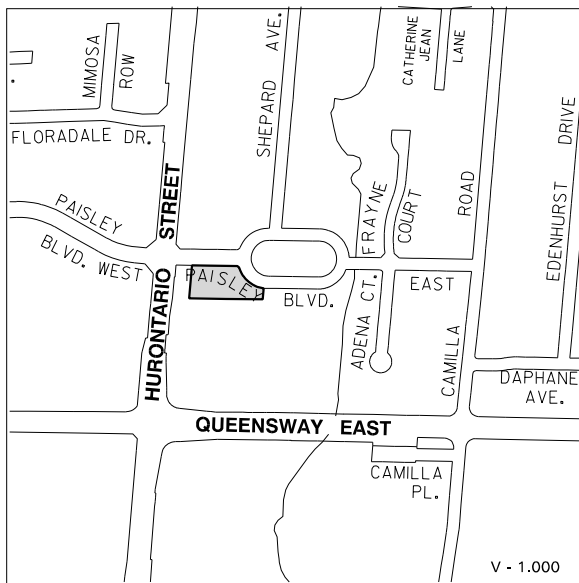 MIMOSA
ROW
SHEPARD AVE.
CATHERINE
JEAN
LANE
FLORADALE DR.
EDENHURST DRIVE
HURONTARIO STREET
FRAYNE
COURT
CAMILLA ROAD
PAISLEY
BLVD. WEST
PAISLEY BLVD. EAST
ADENA CT.
DAPHANE
AVE.
QUEENSWAY EAST
CAMILLA
PL.
V - 1.000